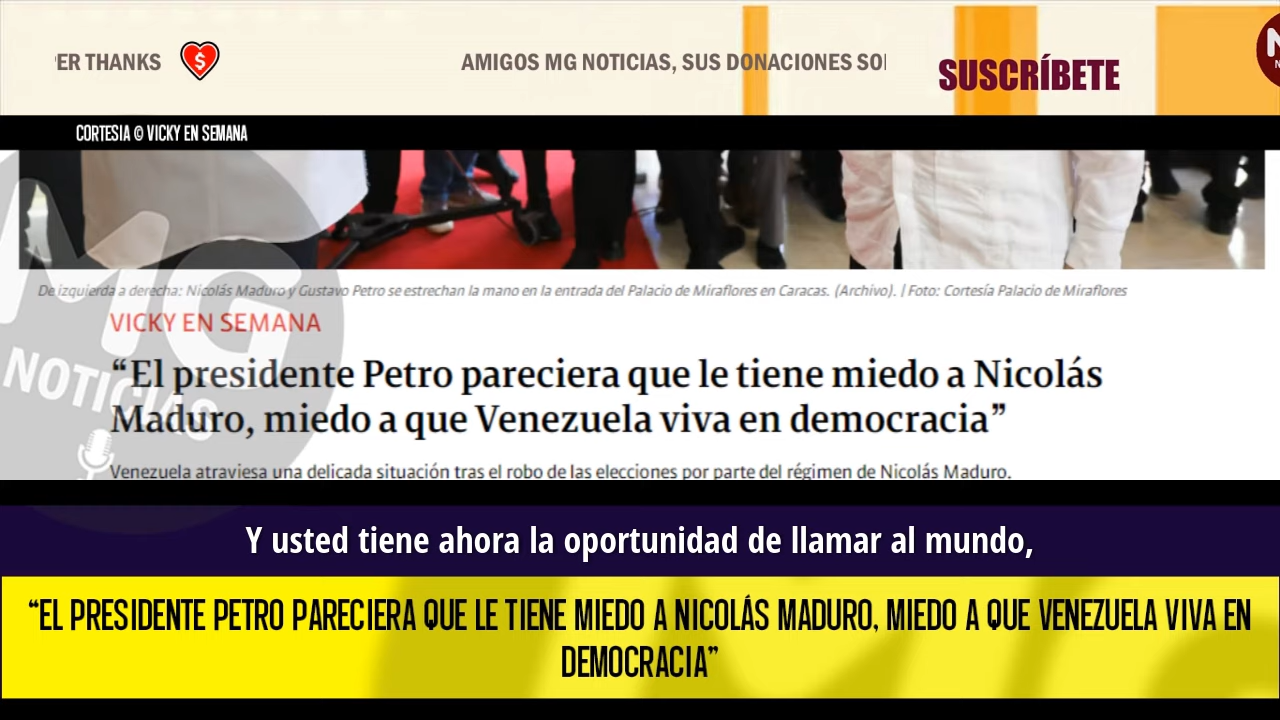 ER THANKS
AMIGOS MG NOTICIAS, SUS DONACIONES SO
SUSCRÍBETE
CORTESIA © VICKY EN SEMANA
De izquierda a derecha: Nicolás Maduro y Gustavo Petro se estrechan la mano en la entrada del Palacio de Miraflores en Caracas. (Archivo). | Foto: Cortesía Palacio de Miraflores
VICKY EN SEMANA
“El presidente Petro pareciera que le tiene miedo a Nicolás
Maduro, miedo a que Venezuela viva en democracia”
MG
NOTICIAS
Venezuela atraviesa una delicada situación tras el robo de las elecciones por parte del régimen de Nicolás Maduro.
Y usted tiene ahora la oportunidad de llamar al mundo,
“EL PRESIDENTE PETRO PARECIERA QUE LE TIENE MIEDO A NICOLÁS MADURO, MIEDO A QUE VENEZUELA VIVA EN
DEMOCRACIA”